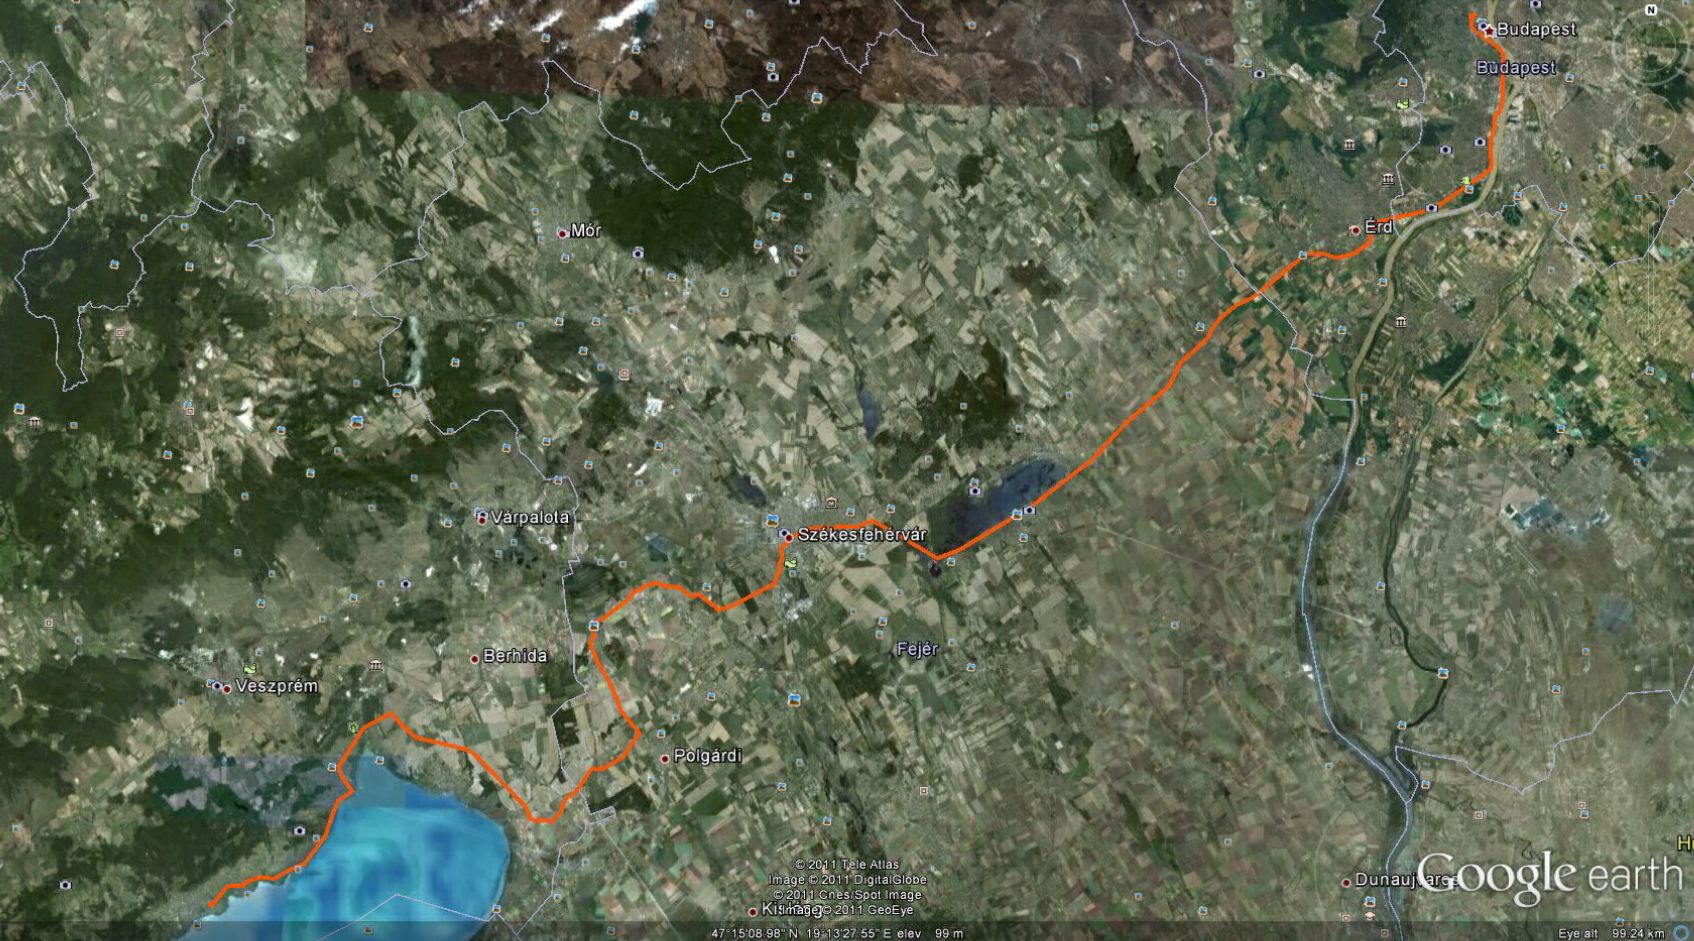 N
Budapest
Budapest
Mór
Érd
Várpalota
Székesfehérvár
Berhida
Fejér
Veszprém
Polgárdi
© 2011 Tele Atlas
Image © 2011 DigitalGlobe
© 2011 Cnes/Spot Image
Image © 2011 GeoEye
Google earth
47°15'08.98" N 19°13'27.55" E elev 99 m
Eye alt 99.24 km